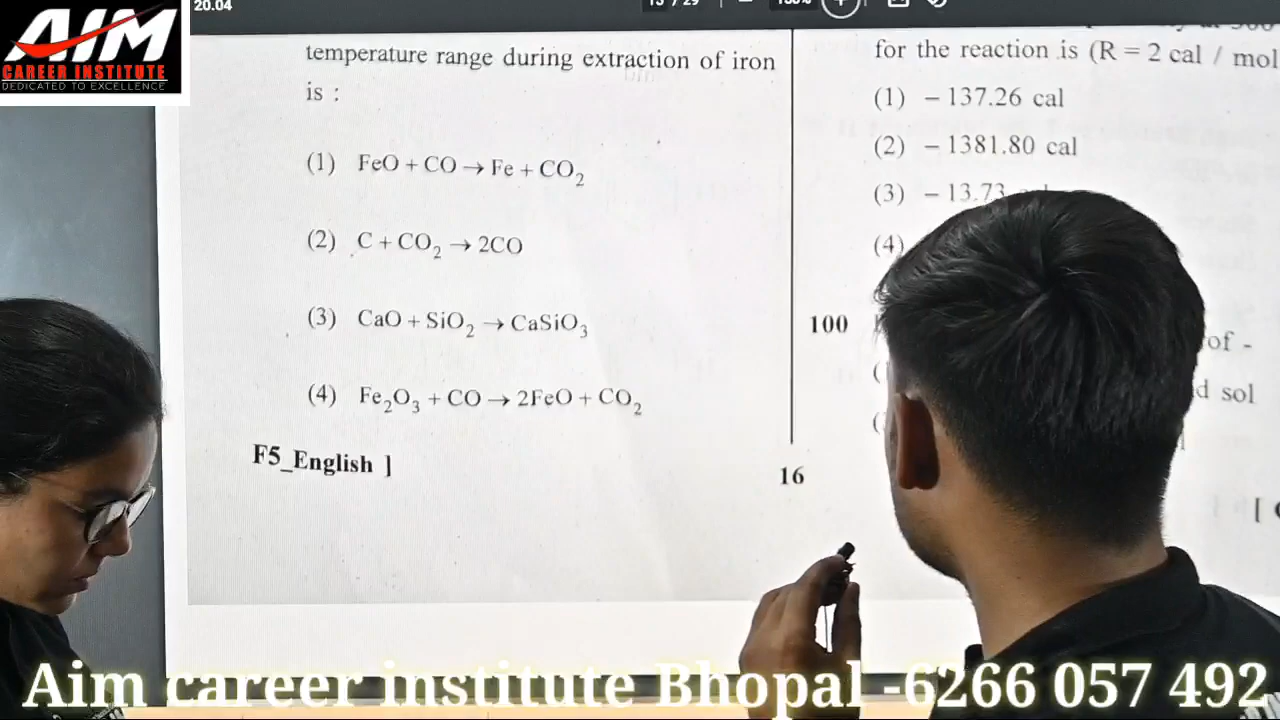 20.04
AIM
CAREER INSTITUTE
DEDICATED TO EXCELLENCE
temperature range during extraction of iron
is :
(1) FeO + CO → Fe + CO₂
(2) C + CO₂ → 2CO
(3) CaO + SiO₂ → CaSiO₃
(4) Fe₂O₃ + CO → 2FeO + CO₂
F5_English ]
16
for the reaction is (R = 2 cal / mol
(1) – 137.26 cal
(2) – 1381.80 cal
(3) – 13.73
(4)
100
of -
sol
[
Aim career institute Bhopal -6266 057 492